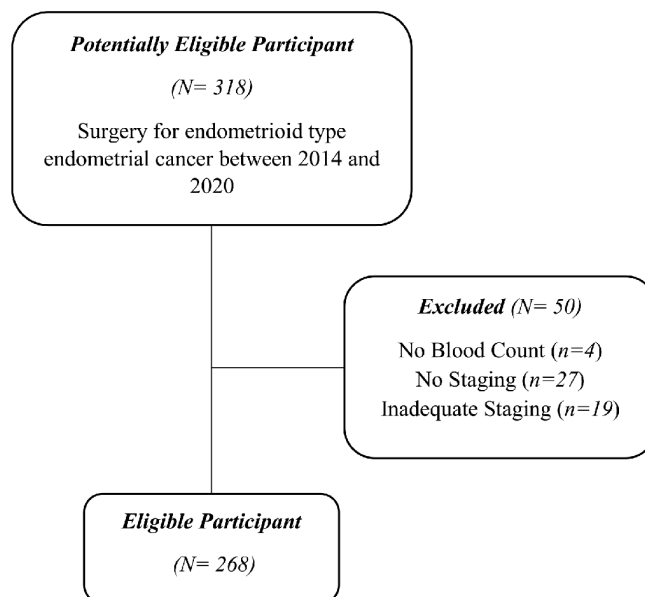 Potentially Eligible Participant
(N= 318)
Surgery for endometrioid type
endometrial cancer between 2014 and
2020
Excluded (N= 50)
No Blood Count (n=4)
No Staging (n=27)
Inadequate Staging (n=19)
Eligible Participant
(N= 268)